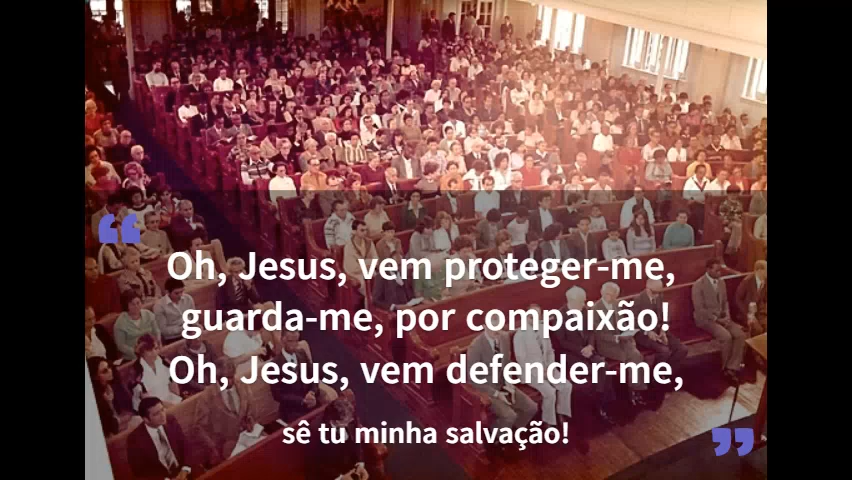 Oh, Jesus, vem proteger-me,
guarda-me, por compaixão!
Oh, Jesus, vem defender-me,
sê tu minha salvação!